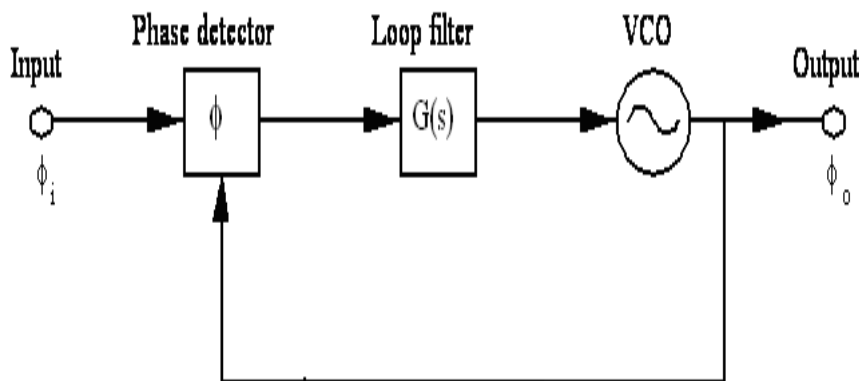 Phase detector
Loop filter
VCO
Input
Output
ϕ
G(s)
ϕi
ϕo